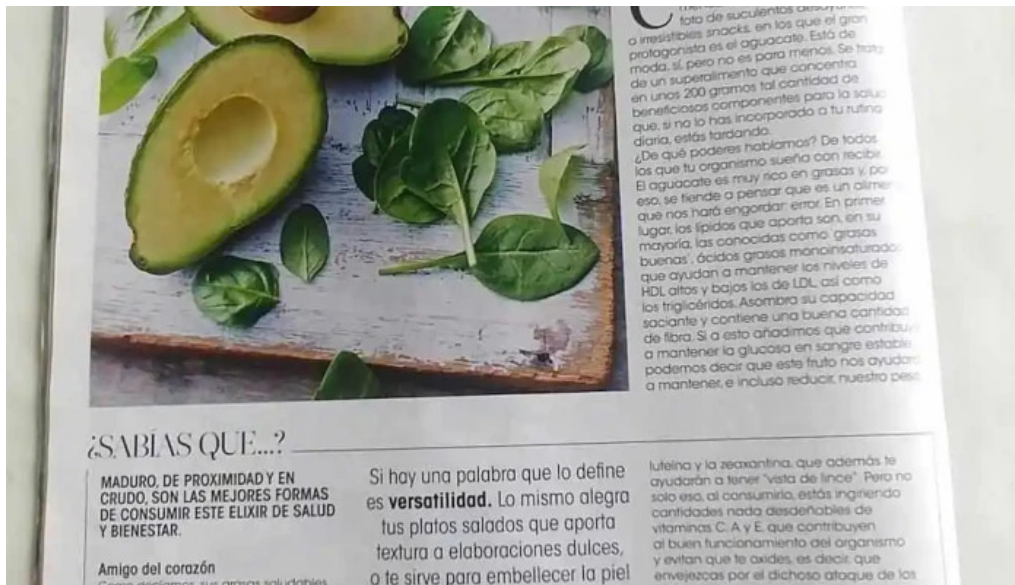 toto de suculentos desayunos
o irresistibles snacks, en los que el gran
protagonista es el aguacate. Está de
moda, sí, pero no es para menos. Se trata
de un superalimento que concentra
en unos 200 gramos tal cantidad de
beneficiosos componentes para la salud
que, si no lo has incorporado a tu rutina
diaria, estás tardando.
¿De qué poderes hablamos? De todos
los que tu organismo sueña con recibir.
El aguacate es muy rico en grasas y, por
eso, se tiende a pensar que es un alimen
que nos hará engordar: error. En primer
lugar, los lípidos que aporta son, en su
mayoría, las conocidas como 'grasas
buenas', ácidos grasos monoinsaturados
que ayudan a mantener los niveles de
HDL altos y bajos los de LDL, así como
los triglicéridos. Asombra su capacidad
saciante y contiene una buena cantidad
de fibra. Si a esto añadimos que contribuy
a mantener la glucosa en sangre estable
podemos decir que este fruto nos ayudará
a mantener, e incluso reducir, nuestro peso.
¿SABÍAS QUE...?
MADURO, DE PROXIMIDAD Y EN
CRUDO, SON LAS MEJORES FORMAS
DE CONSUMIR ESTE ELIXIR DE SALUD
Y BIENESTAR.
Amigo del corazón
Como decíamos, sus grasas saludables
Si hay una palabra que lo define
es versatilidad. Lo mismo alegra
tus platos salados que aporta
textura a elaboraciones dulces,
o te sirve para embellecer la piel
luteína y la zeaxantina, que además te
ayudarán a tener "vista de lince". Pero no
solo eso, al consumirlo, estás ingiriendo
cantidades nada desdeñables de
vitaminas C, A y E, que contribuyen
al buen funcionamiento del organismo
y evitan que te oxides, es decir, que
envejezcas por el dichoso ataque de los